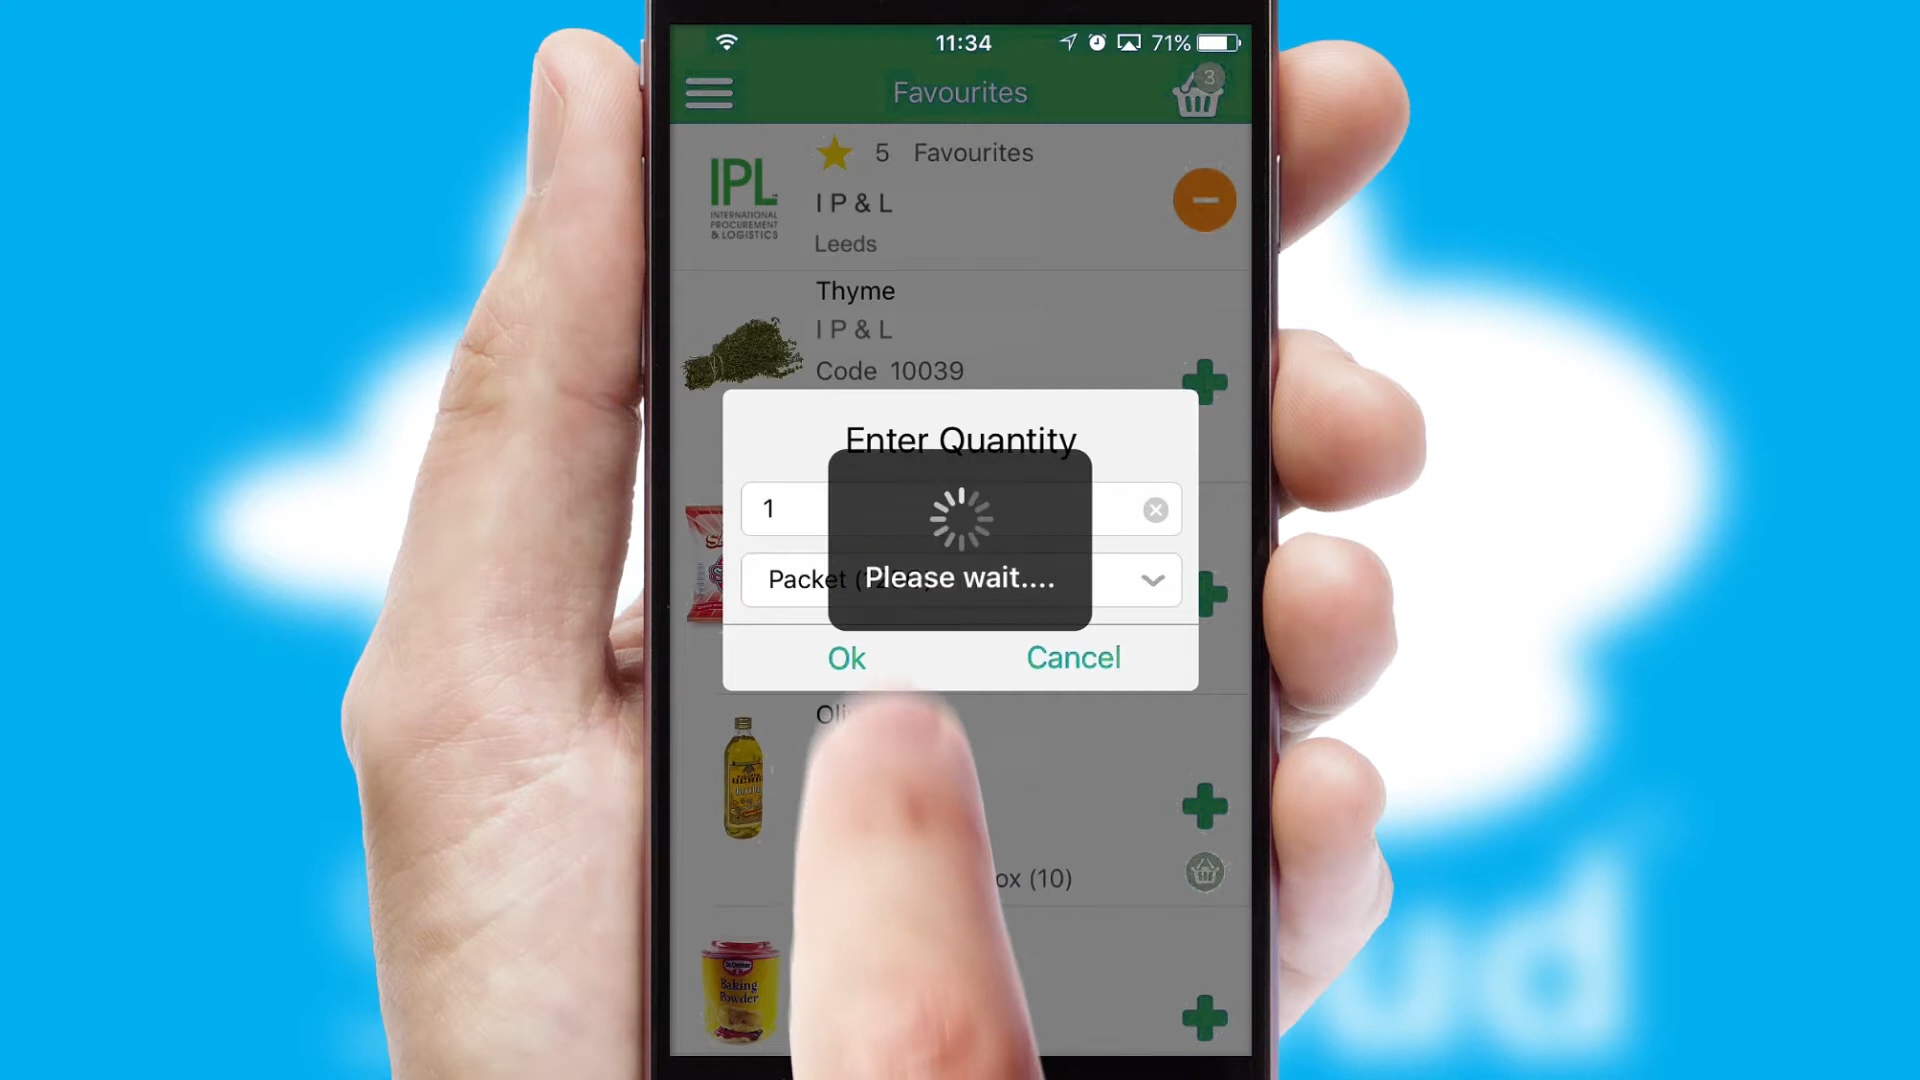 11:34
71%
Favourites
3
5 Favourites
IPL
INTERNATIONAL
PROCUREMENT
& LOGISTICS
I P & L
Leeds
Thyme
I P & L
Code 10039
Enter Quantity
1
Packet
Please wait....
Ok
Cancel
ox (10)
Baking
Powder
ud